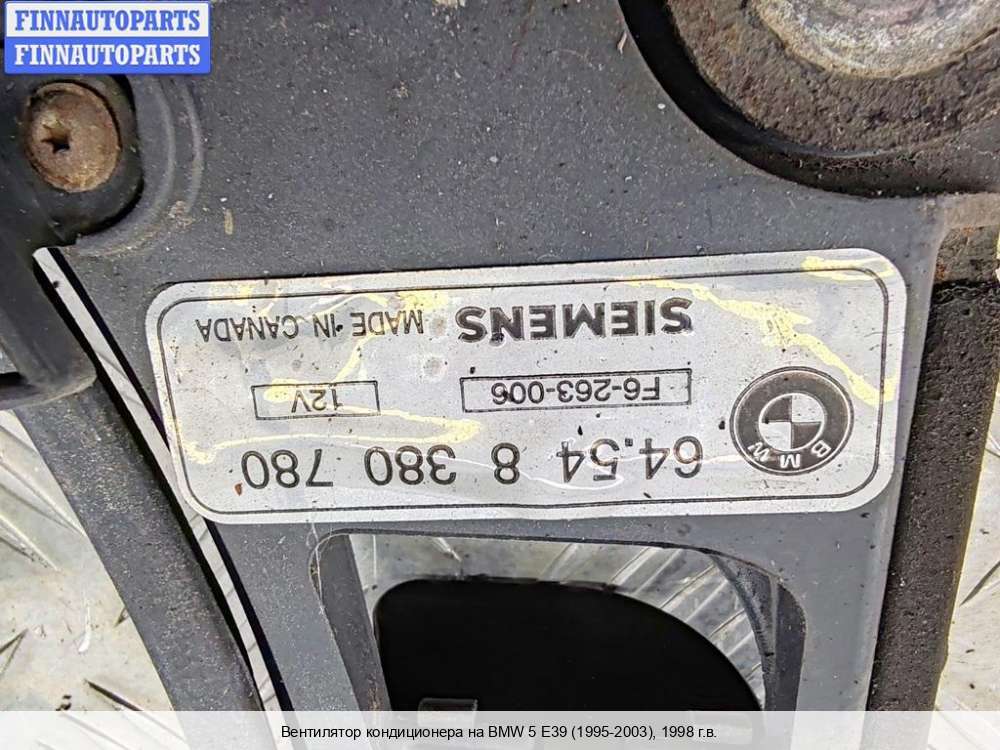 FINNAUTOPARTS
FINNAUTOPARTS
BMW
64.54 8 380 780
F6-263-006 12V
SIEMENS MADE IN CANADA
Вентилятор кондиционера на BMW 5 E39 (1995-2003), 1998 г.в.